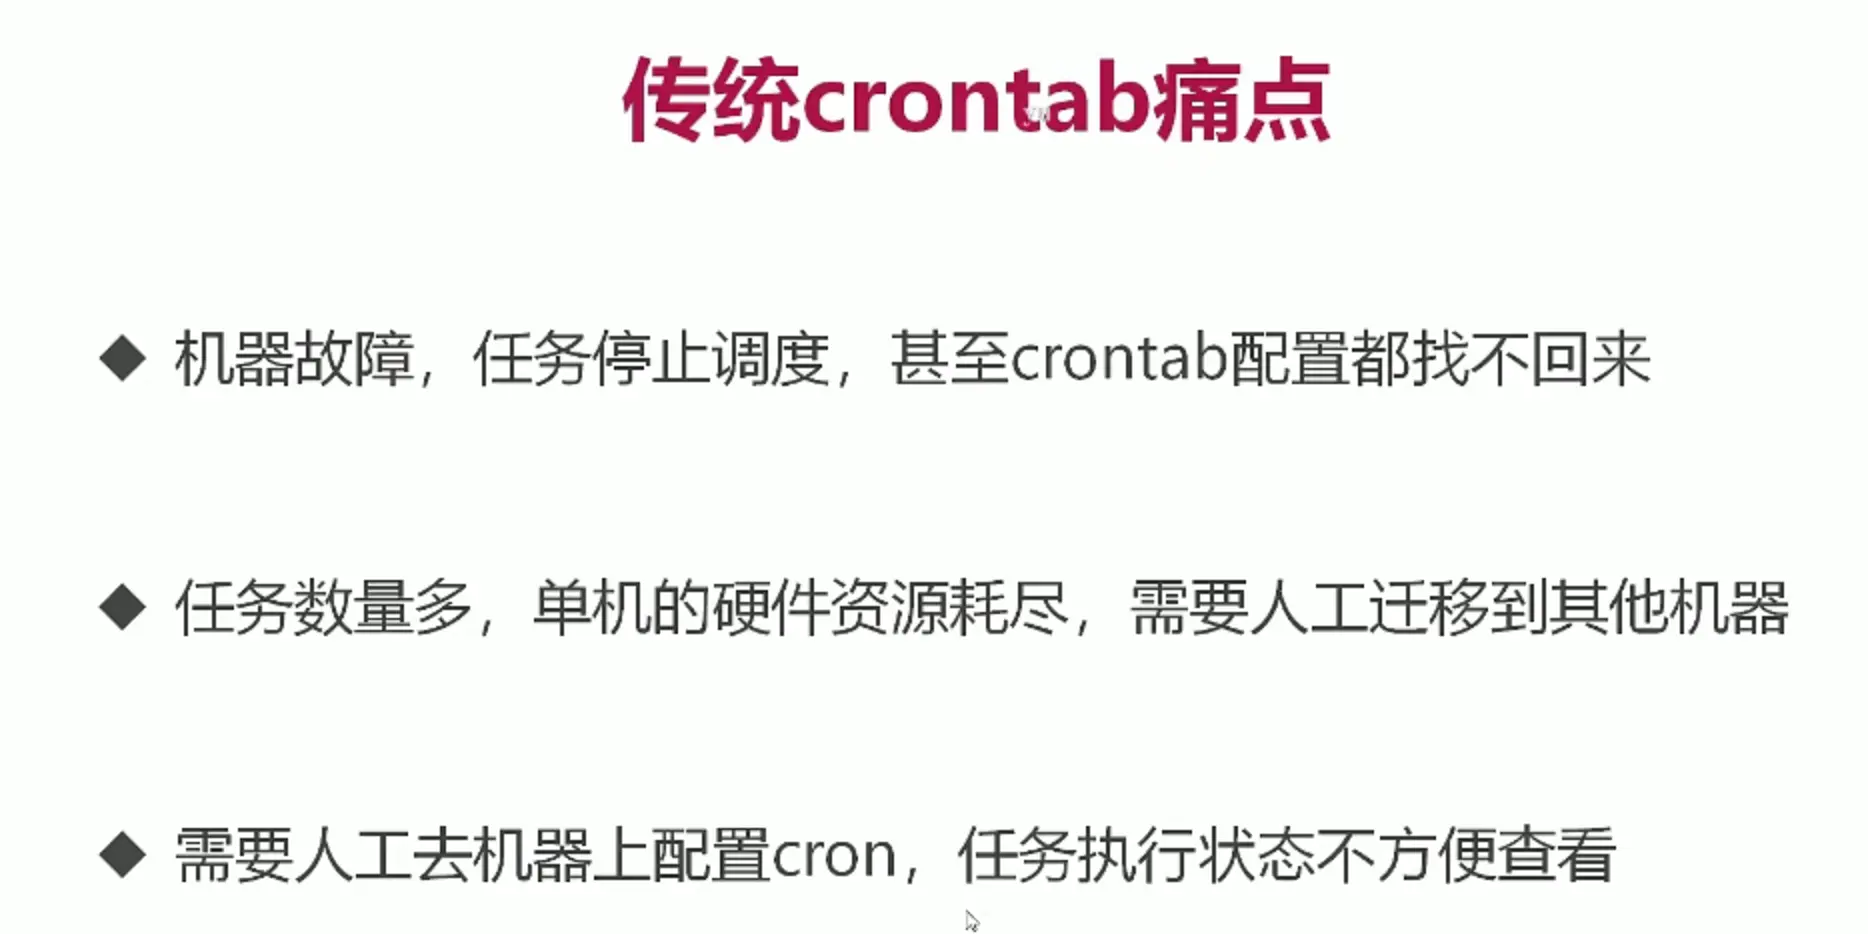 传统crontab痛点
机器故障，任务停止调度，甚至crontab配置都找不回来
任务数量多，单机的硬件资源耗尽，需要人工迁移到其他机器
需要人工去机器上配置cron，任务执行状态不方便查看